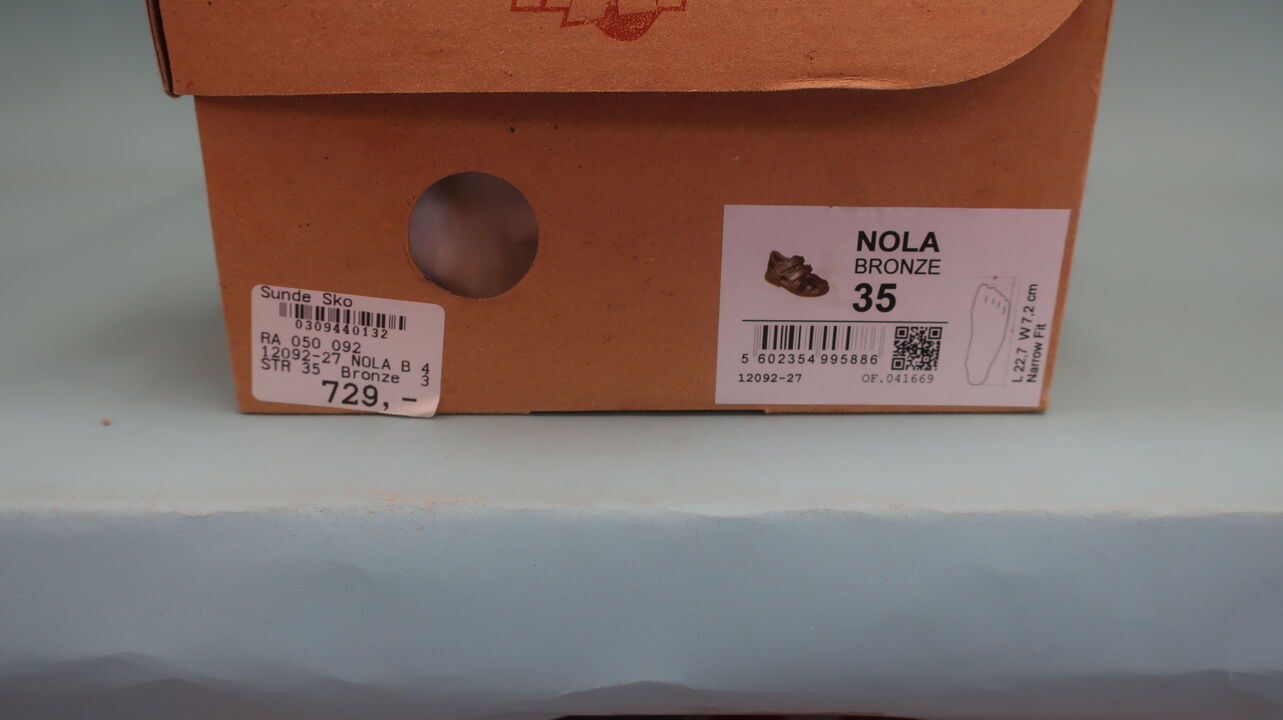 Sunde Sko
0309440132
RA 050 092
12092-27 NOLA B 4
STR 35 Bronze 3
729,-
NOLA
BRONZE
35
5 602354 995886
12092-27
OF.041669
L 22,7 W 7,2 cm
Narrow Fit